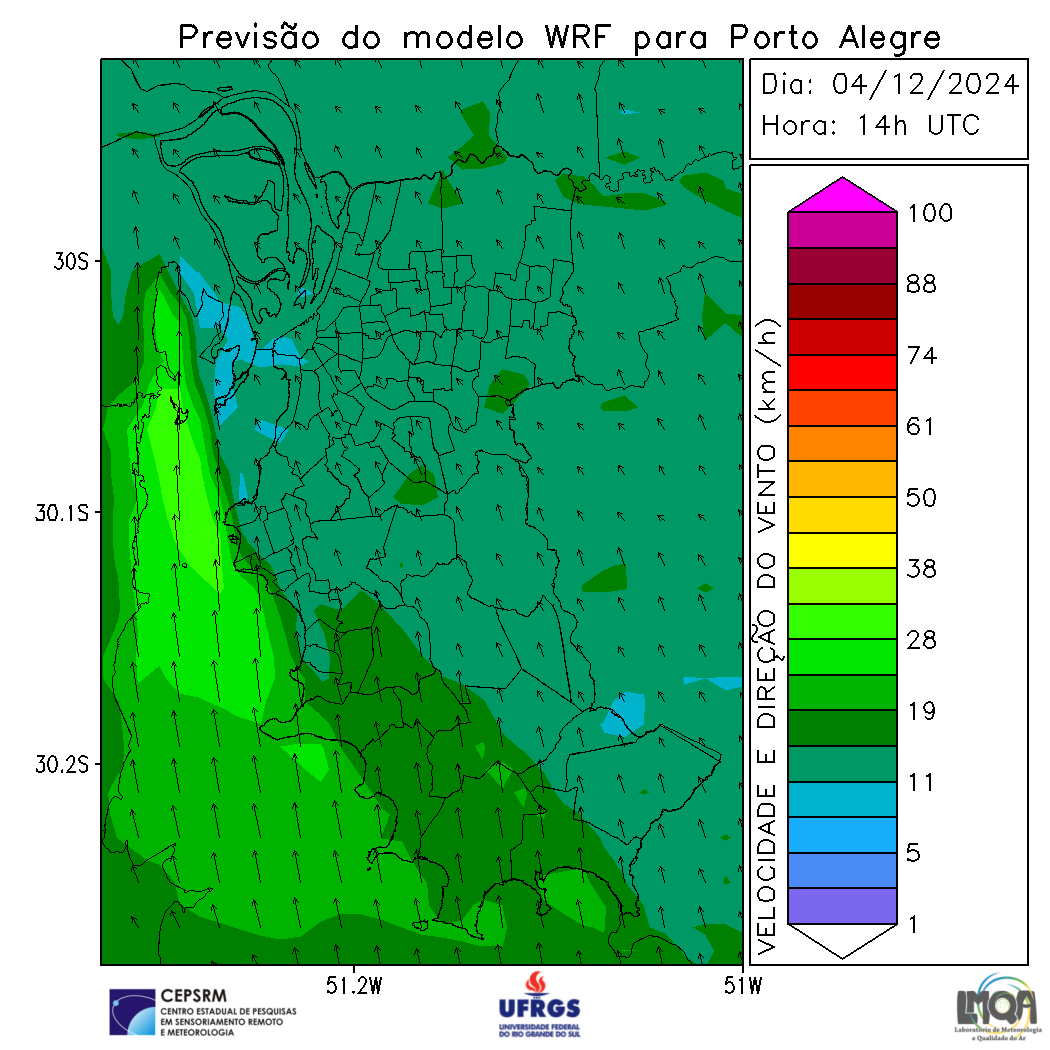 Previsão do modelo WRF para Porto Alegre
Dia: 04/12/2024
Hora: 14h UTC
30S
30.1S
30.2S
51.2W
51W
VELOCIDADE E DIREÇÃO DO VENTO (km/h)
100
88
74
61
50
38
28
19
11
5
1
CEPSRM
CENTRO ESTADUAL DE PESQUISAS
EM SENSORIAMENTO REMOTO
E METEOROLOGIA
UFRGS
UNIVERSIDADE FEDERAL
DO RIO GRANDE DO SUL
LMQA
Laboratório de Meteorologia
e Qualidade do Ar